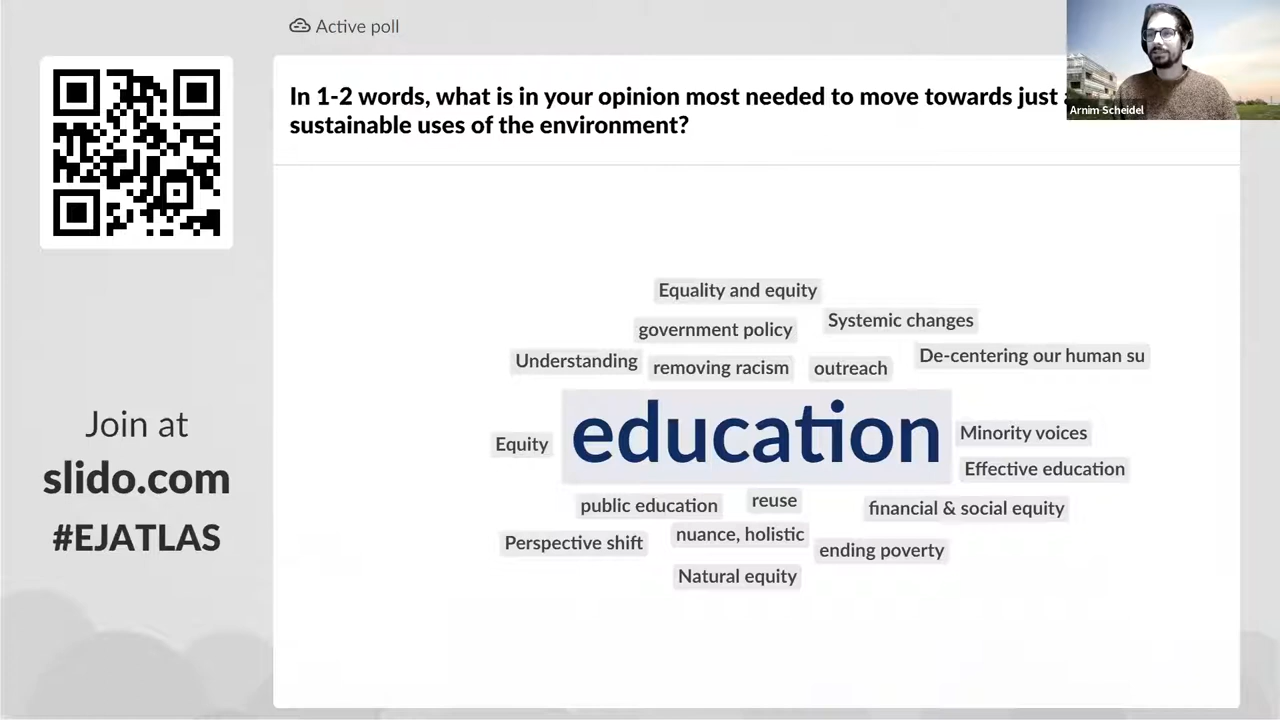 Active poll
In 1-2 words, what is in your opinion most needed to move towards just
sustainable uses of the environment?
Arnim Scheidel
Equality and equity
government policy
Systemic changes
Understanding
removing racism
outreach
De-centering our human su
Equity
education
Minority voices
Effective education
public education
reuse
financial & social equity
Perspective shift
nuance, holistic
ending poverty
Natural equity
Join at
slido.com
#EJATLAS